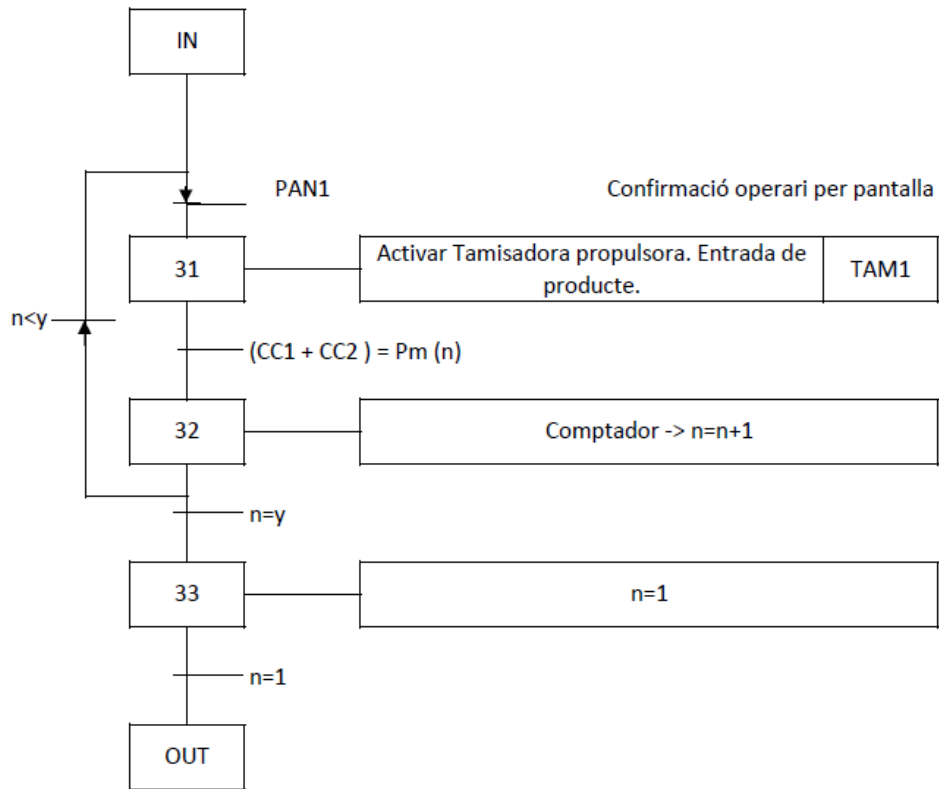 IN
PAN1
Confirmació operari per pantalla
31
Activar Tamisadora propulsora. Entrada de
producte.
TAM1
n<y
(CC1 + CC2 ) = Pm (n)
32
Comptador -> n=n+1
n=y
33
n=1
n=1
OUT